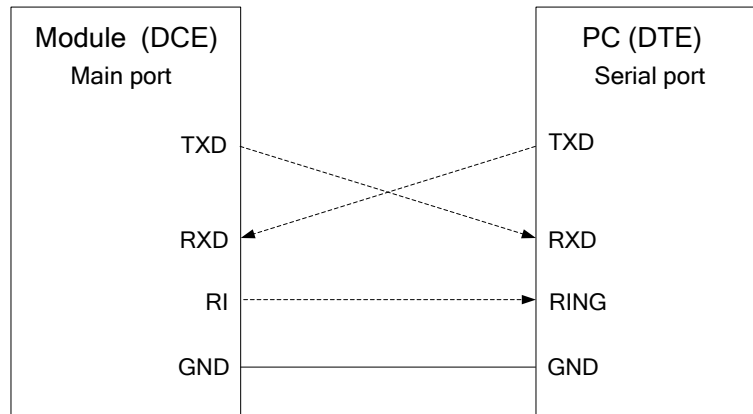 Module (DCE)
Main port
TXD
RXD
RI
GND
PC (DTE)
Serial port
TXD
RXD
RING
GND